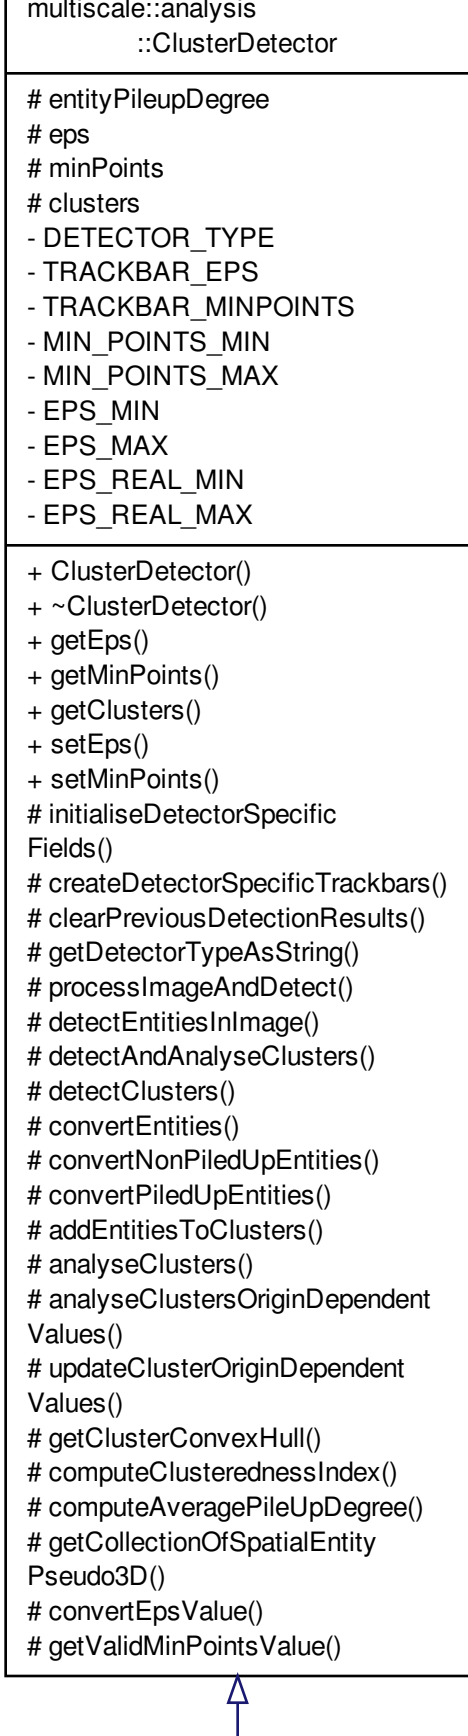 multiscale::analysis
::ClusterDetector
# entityPileupDegree
# eps
# minPoints
# clusters
- DETECTOR_TYPE
- TRACKBAR_EPS
- TRACKBAR_MINPOINTS
- MIN_POINTS_MIN
- MIN_POINTS_MAX
- EPS_MIN
- EPS_MAX
- EPS_REAL_MIN
- EPS_REAL_MAX
+ ClusterDetector()
+ ~ClusterDetector()
+ getEps()
+ getMinPoints()
+ getClusters()
+ setEps()
+ setMinPoints()
# initialiseDetectorSpecific
Fields()
# createDetectorSpecificTrackbars()
# clearPreviousDetectionResults()
# getDetectorTypeAsString()
# processImageAndDetect()
# detectEntitiesInImage()
# detectAndAnalyseClusters()
# detectClusters()
# convertEntities()
# convertNonPiledUpEntities()
# convertPiledUpEntities()
# addEntitiesToClusters()
# analyseClusters()
# analyseClustersOriginDependent
Values()
# updateClusterOriginDependent
Values()
# getClusterConvexHull()
# computeClusterednessIndex()
# computeAveragePileUpDegree()
# getCollectionOfSpatialEntity
Pseudo3D()
# convertEpsValue()
# getValidMinPointsValue()